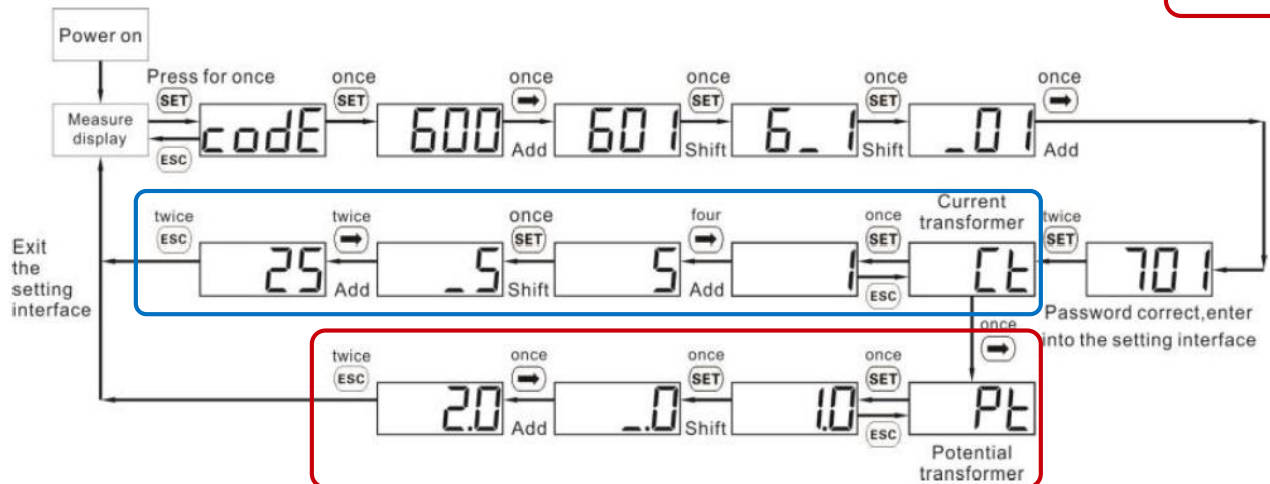 Power on
Press for once
once
once
once
once
once
SET
SET
➡
SET
SET
➡
Measure
display
codE
600
601
6_1
_01
ESC
Add
Shift
Shift
Add
Current
transformer
twice
twice
once
four
once
twice
ESC
➡
SET
➡
SET
SET
Exit
the
setting
interface
25
_5
5
1
Ct
701
Add
Shift
Add
ESC
Password correct,enter
into the setting interface
once
➡
twice
once
once
once
ESC
➡
SET
SET
2.0
_.0
1.0
Pt
Add
Shift
ESC
Potential
transformer